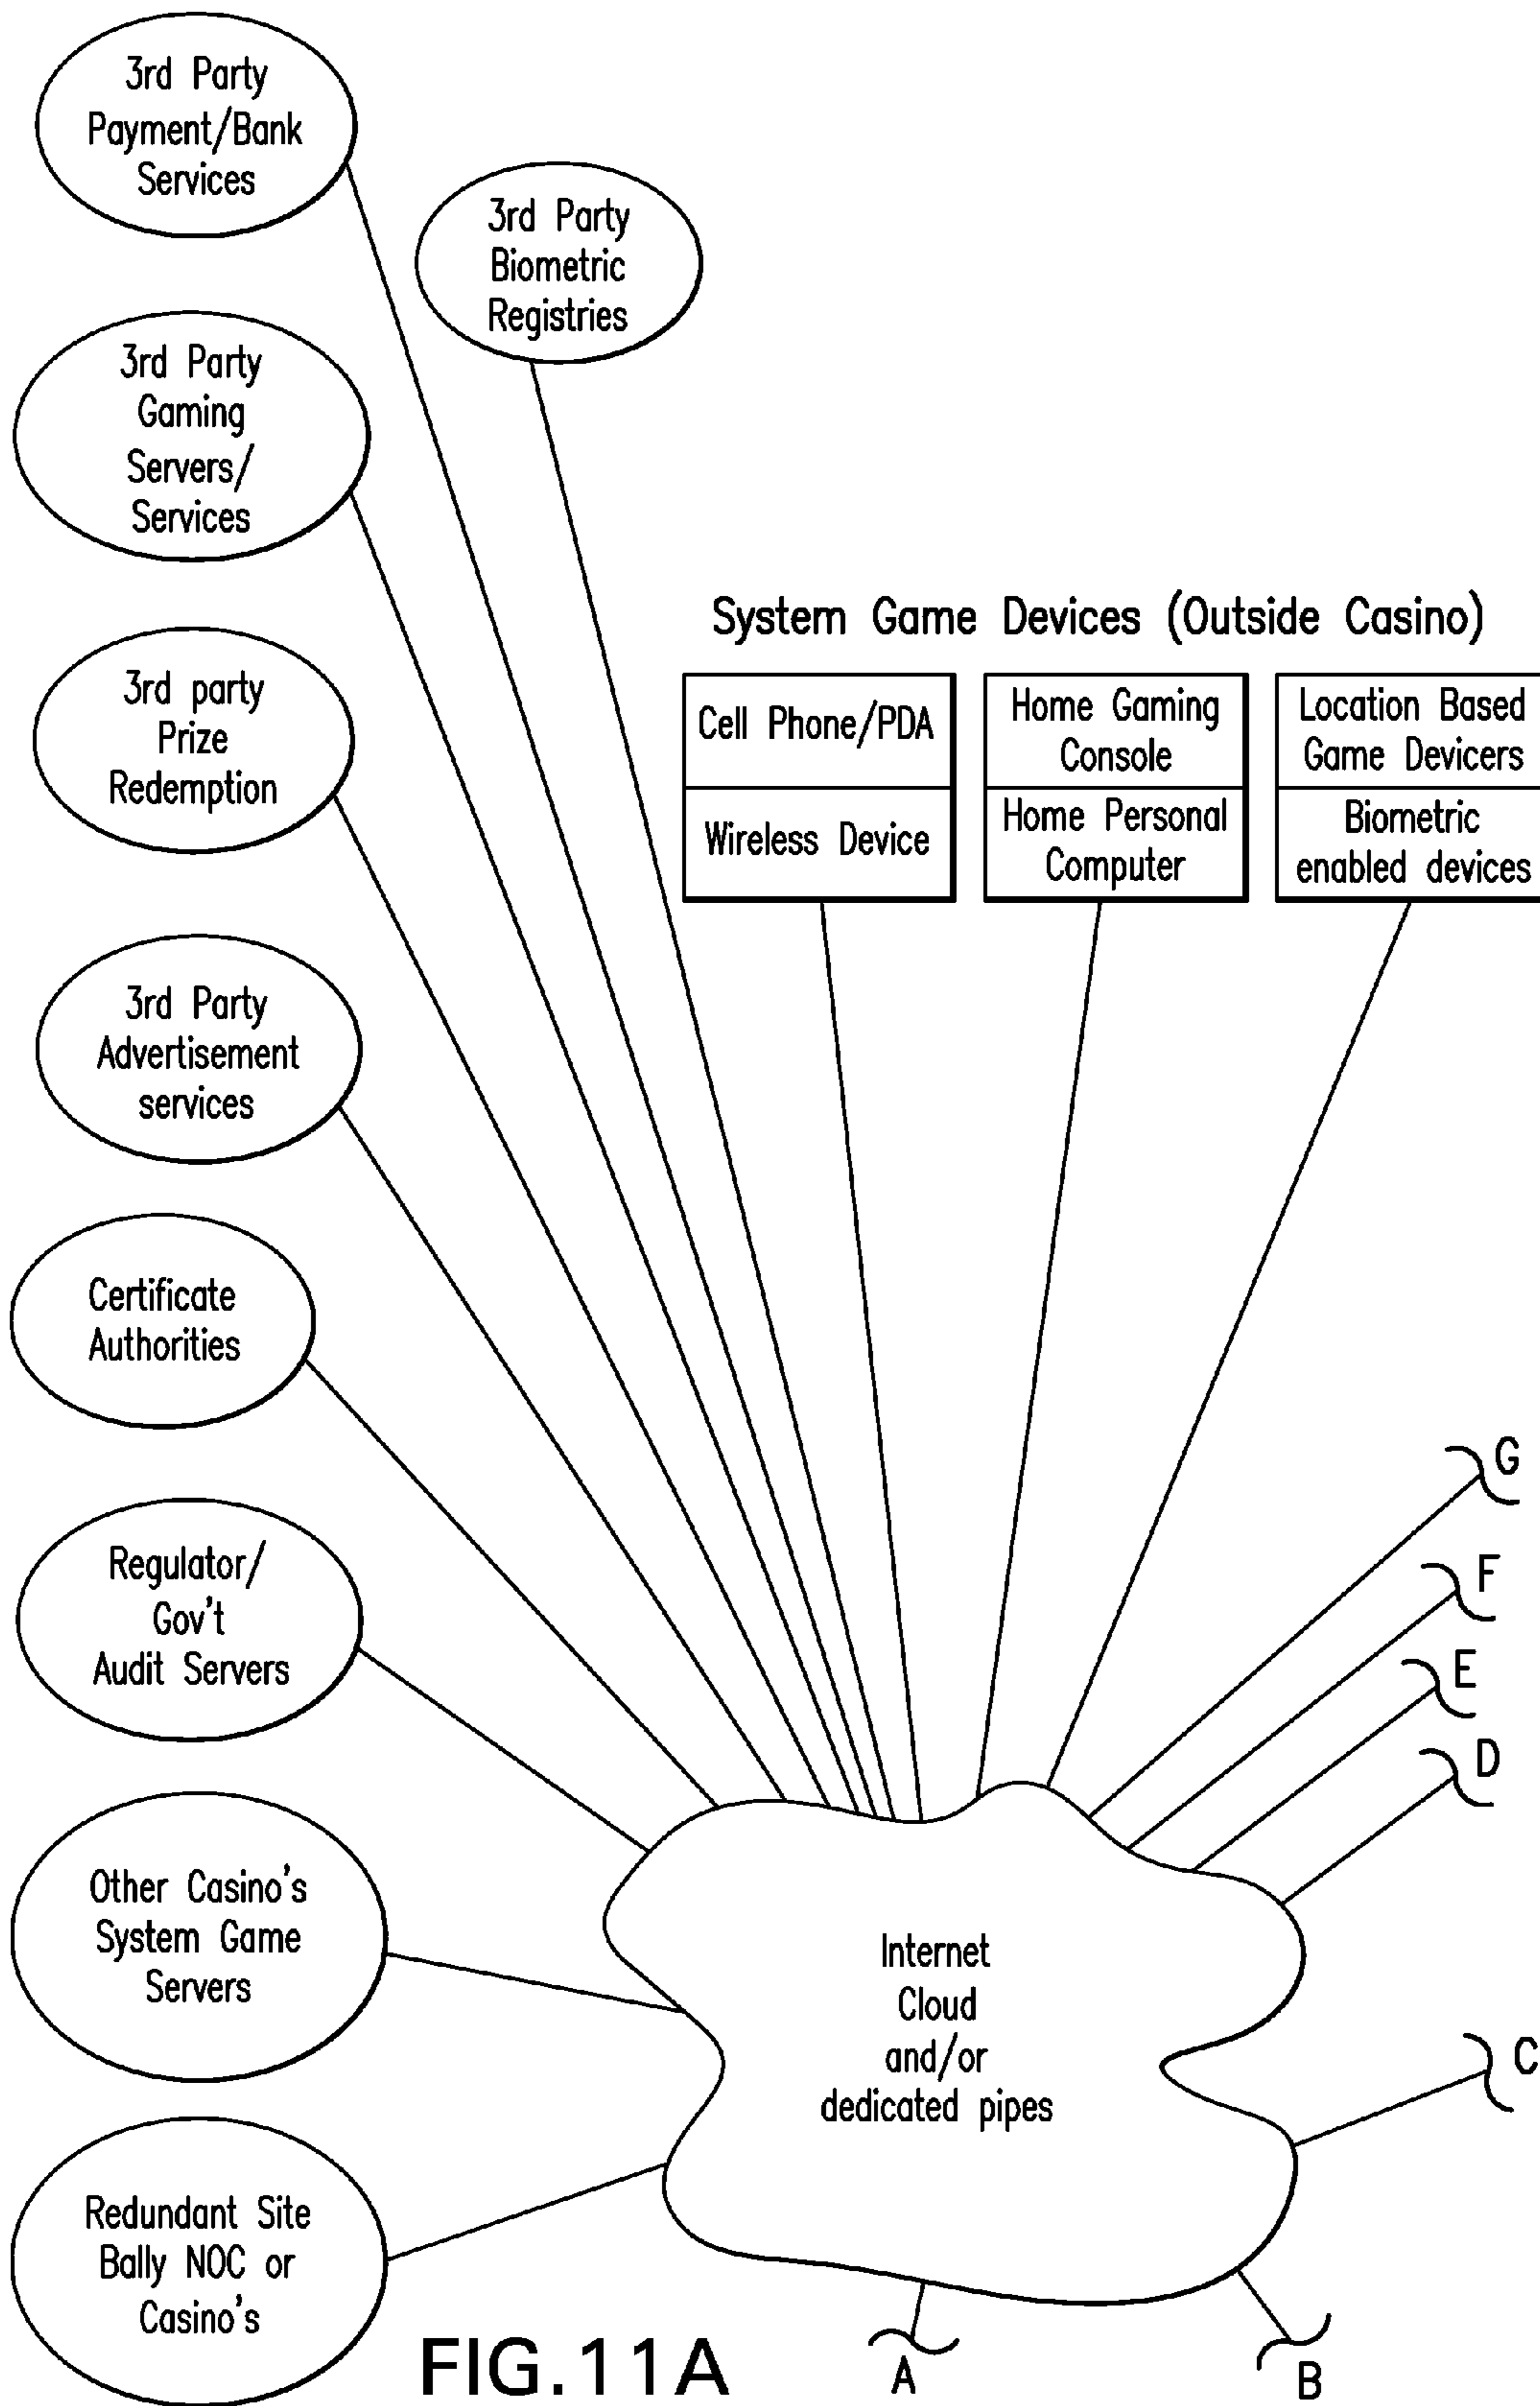 3rd Party
Payment/Bank
Services
3rd Party
Biometric
Registries
3rd Party
Gaming
Servers/
Services
System Game Devices (Outside Casino)
Cell Phone/PDA
Wireless Device
Home Gaming
Console
Home Personal
Computer
Location Based
Game Devicers
Biometric
enabled devices
3rd party
Prize
Redemption
3rd Party
Advertisement
services
Certificate
Authorities
Regulator/
Gov't
Audit Servers
Other Casino's
System Game
Servers
Redundant Site
Bally NOC or
Casino's
Internet
Cloud
and/or
dedicated pipes
G
F
E
D
C
B
A
FIG.11A